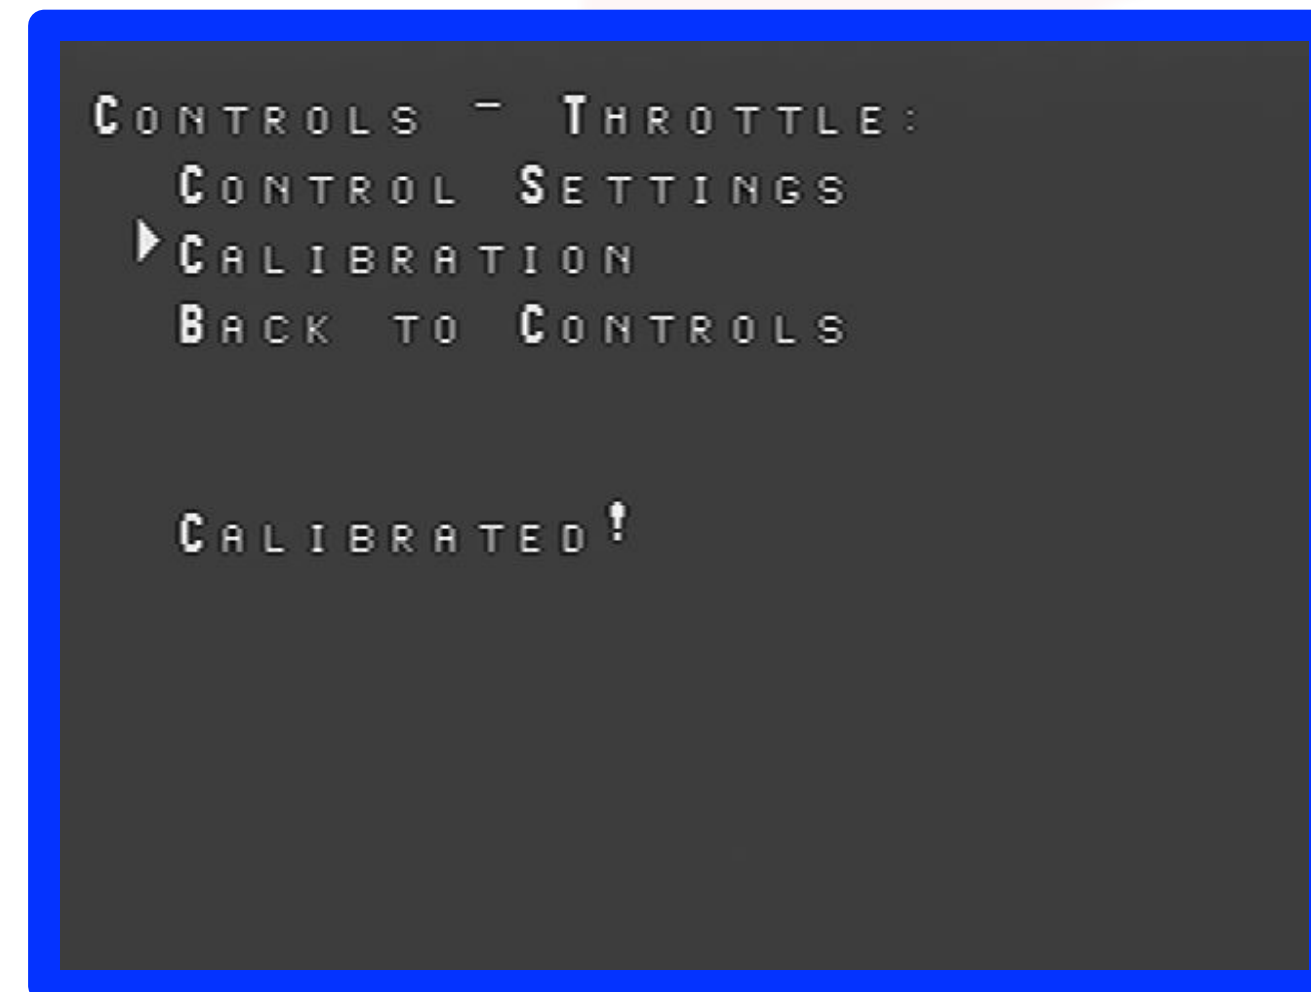 Controls - Throttle:
Control Settings
Calibration
Back to Controls
Calibrated!